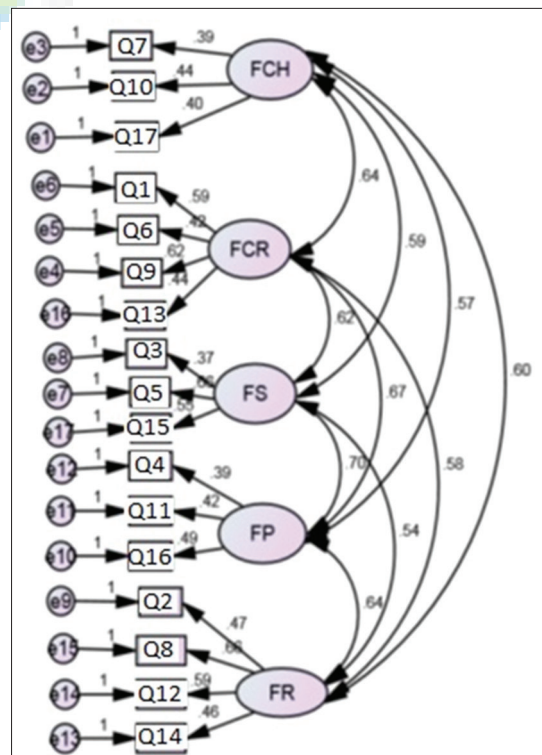 e3 1 Q7 .39 FCH
e2 1 Q10 .44
e1 1 Q17 .40
.64
e6 1 Q1 .59
.59
e5 1 Q6 .42 FCR
e4 1 Q9 .62
.57
e16 1 Q13 .44
.62
e8 1 Q3 .37
.60
e7 1 Q5 FS
.67
e17 1 Q15 .55
e12 1 Q4 .39
.70
.58
e11 1 Q11 .42 FP
.54
e10 1 Q16 .49
e9 1 Q2 .47
.64
e15 1 Q8 .66
e14 1 Q12 .59 FR
e13 1 Q14 .46